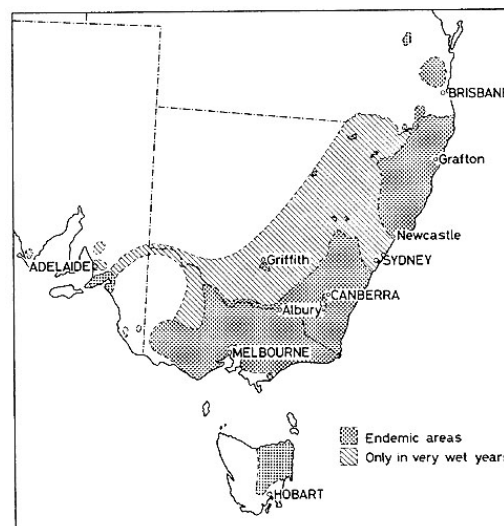 BRISBANE
Grafton
Newcastle
SYDNEY
Griffith
ADELAIDE
CANBERRA
Albury
MELBOURNE
Endemic areas
Only in very wet years
HOBART